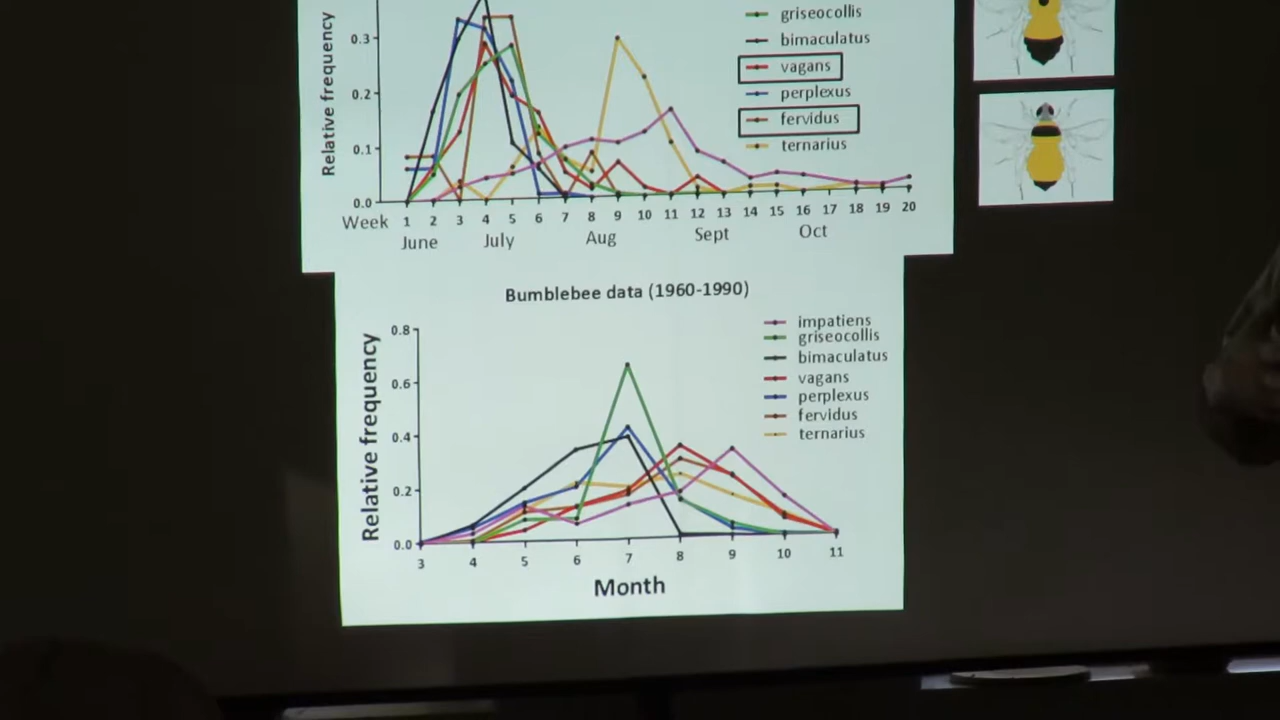 griseocollis
bimaculatus
vagans
perplexus
fervidus
ternarius
Relative frequency
0.3
0.2
0.1
0.0
Week 1 2 3 4 5 6 7 8 9 10 11 12 13 14 15 16 17 18 19 20
June July Aug Sept Oct
Bumblebee data (1960-1990)
impatiens
griseocollis
bimaculatus
vagans
perplexus
fervidus
ternarius
Relative frequency
0.8
0.6
0.4
0.2
0.0
3 4 5 6 7 8 9 10 11
Month